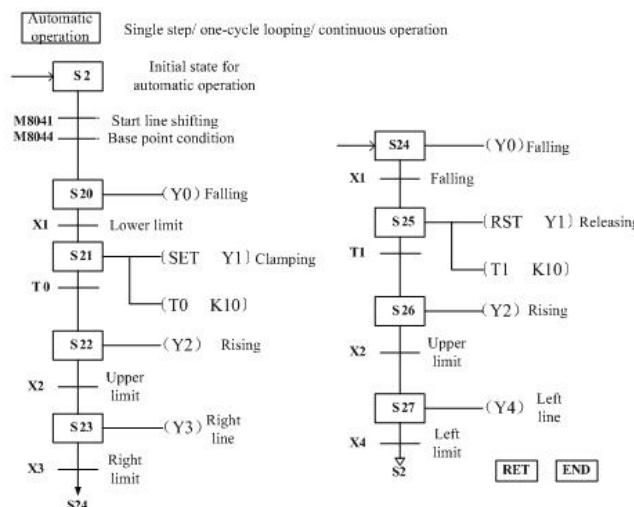 Automatic
operation
Single step/ one-cycle looping/ continuous operation
S 2
Initial state for
automatic operation
M8041
Start line shifting
M8044
Base point condition
S20
(Y0) Falling
X1
Lower limit
S21
(SET Y1) Clamping
T0
(T0 K10)
S22
(Y2) Rising
X2
Upper
limit
S23
(Y3) Right
line
X3
Right
limit
S24
S24
(Y0) Falling
X1
Falling
S25
(RST Y1) Releasing
T1
(T1 K10)
S26
(Y2) Rising
X2
Upper
limit
S27
(Y4) Left
line
X4
Left
limit
S2
RET
END